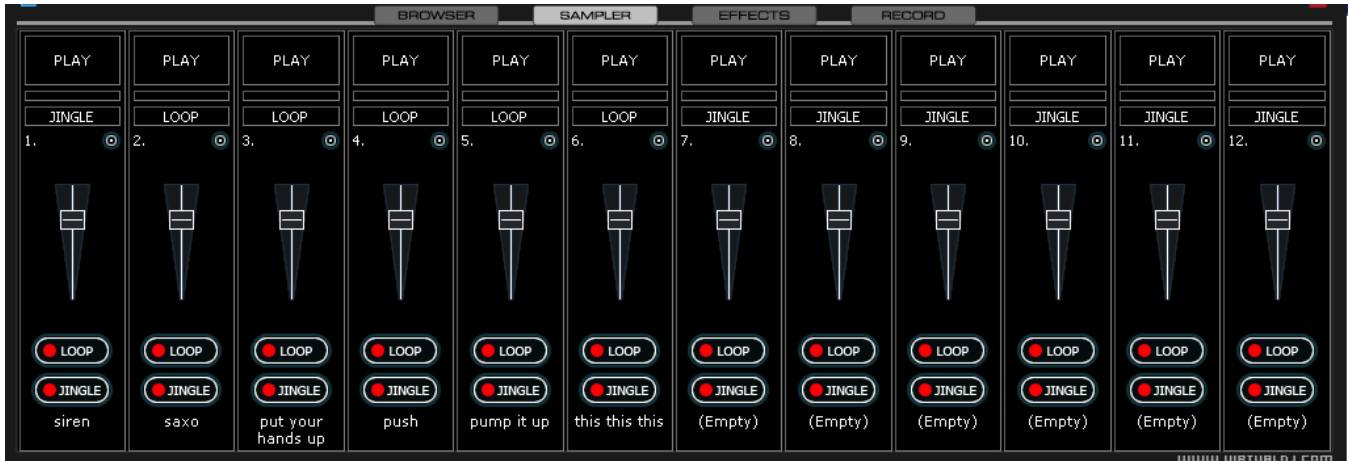 BROWSER SAMPLER EFFECTS RECORD
PLAY PLAY PLAY PLAY PLAY PLAY PLAY PLAY PLAY PLAY PLAY PLAY
JINGLE LOOP LOOP LOOP LOOP LOOP JINGLE JINGLE JINGLE JINGLE JINGLE JINGLE
1. 2. 3. 4. 5. 6. 7. 8. 9. 10. 11. 12.
LOOP LOOP LOOP LOOP LOOP LOOP LOOP LOOP LOOP LOOP LOOP LOOP
JINGLE JINGLE JINGLE JINGLE JINGLE JINGLE JINGLE JINGLE JINGLE JINGLE JINGLE JINGLE
siren saxo put your pump it up this this this (Empty) (Empty) (Empty) (Empty) (Empty) (Empty)
hands up
push
WWW.VIRTUALDJ.COM